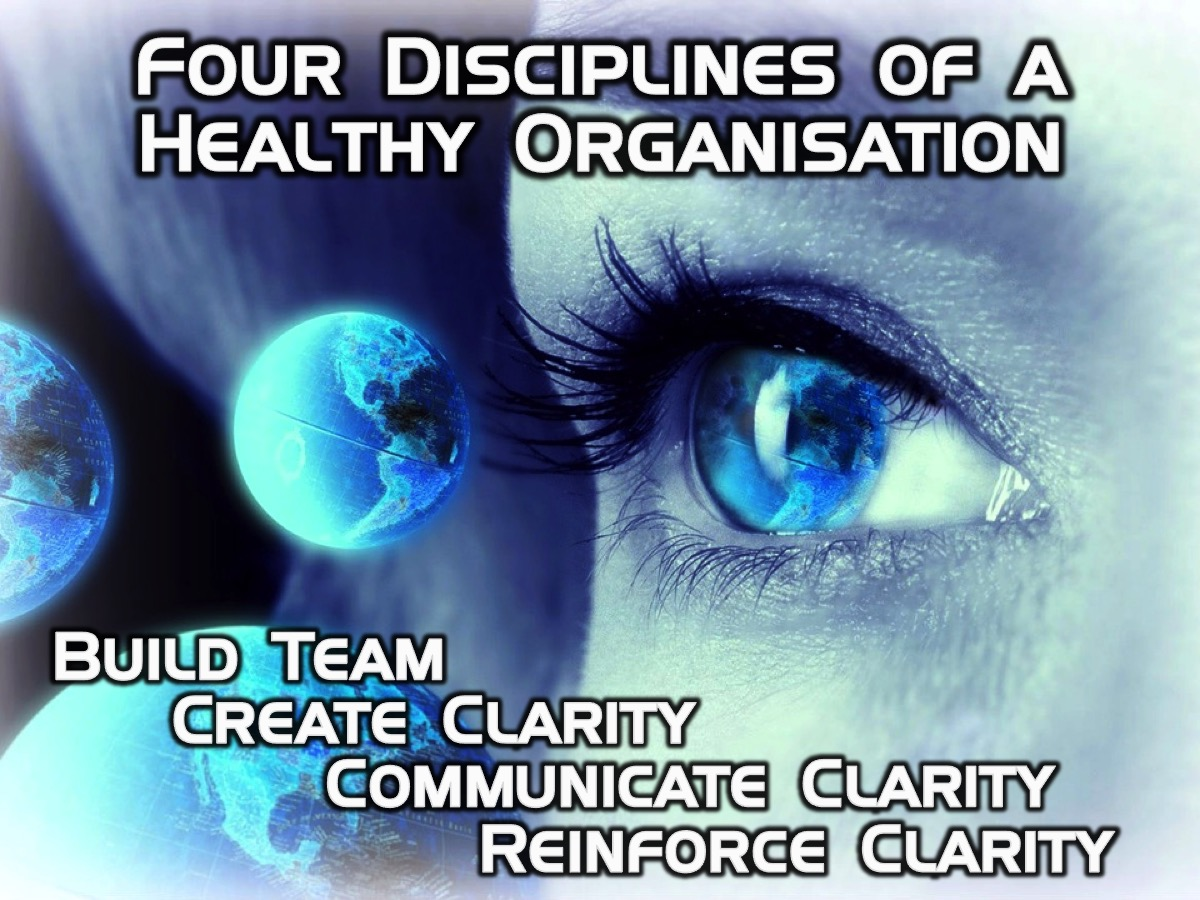 Four Disciplines of a
Healthy Organisation
Build Team
Create Clarity
Communicate Clarity
Reinforce Clarity